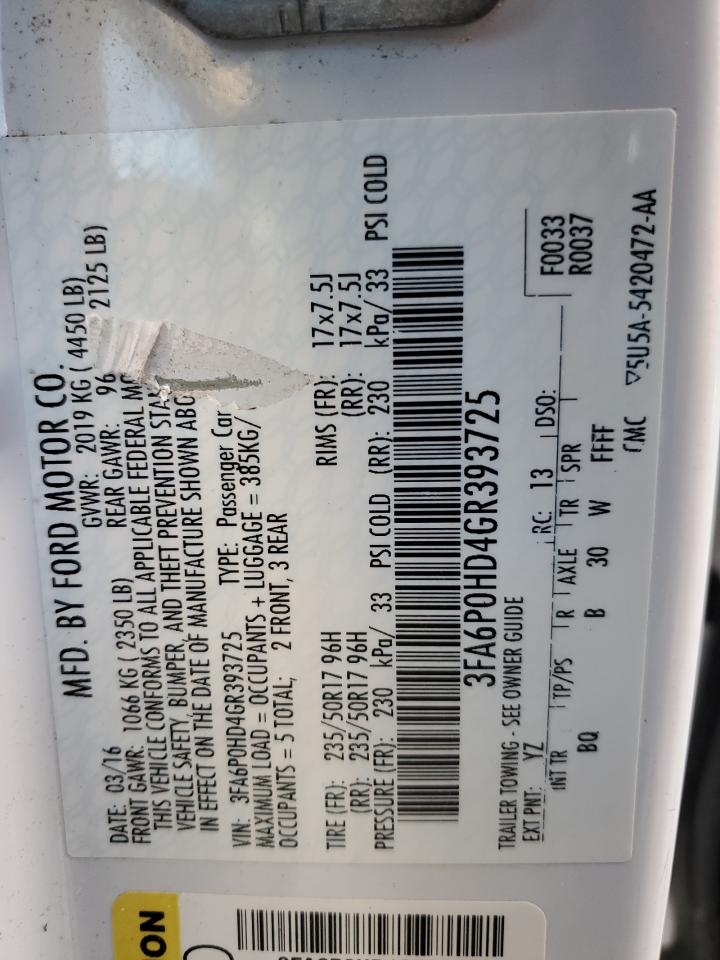 MFD. BY FORD MOTOR CO.
DATE: 03/16 GVWR: 2019 KG ( 4450 LB)
FRONT GAWR: 1066 KG ( 2350 LB) REAR GAWR: 96 2125 LB)
THIS VEHICLE CONFORMS TO ALL APPLICABLE FEDERAL MO
VEHICLE SAFETY, BUMPER, AND THEFT PREVENTION STAN
IN EFFECT ON THE DATE OF MANUFACTURE SHOWN ABO
VIN: 3FA6P0HD4GR393725 TYPE: Passenger Car
MAXIMUM LOAD = OCCUPANTS + LUGGAGE = 385KG/
OCCUPANTS = 5 TOTAL; 2 FRONT, 3 REAR
TIRE (FR): 235/50R17 96H RIMS (FR): 17x7.5J
(RR): 235/50R17 96H (RR): 17x7.5J
PRESSURE (FR): 230 kPa/ 33 PSI COLD (RR): 230 kPa/ 33 PSI COLD
3FA6P0HD4GR393725
TRAILER TOWING - SEE OWNER GUIDE
EXT PNT: YZ RC: 13 DSO: F0033
R0037
INT TR TP/PS R AXLE TR SPR
BQ B 30 W FFFF
5U5A-5420472-AA